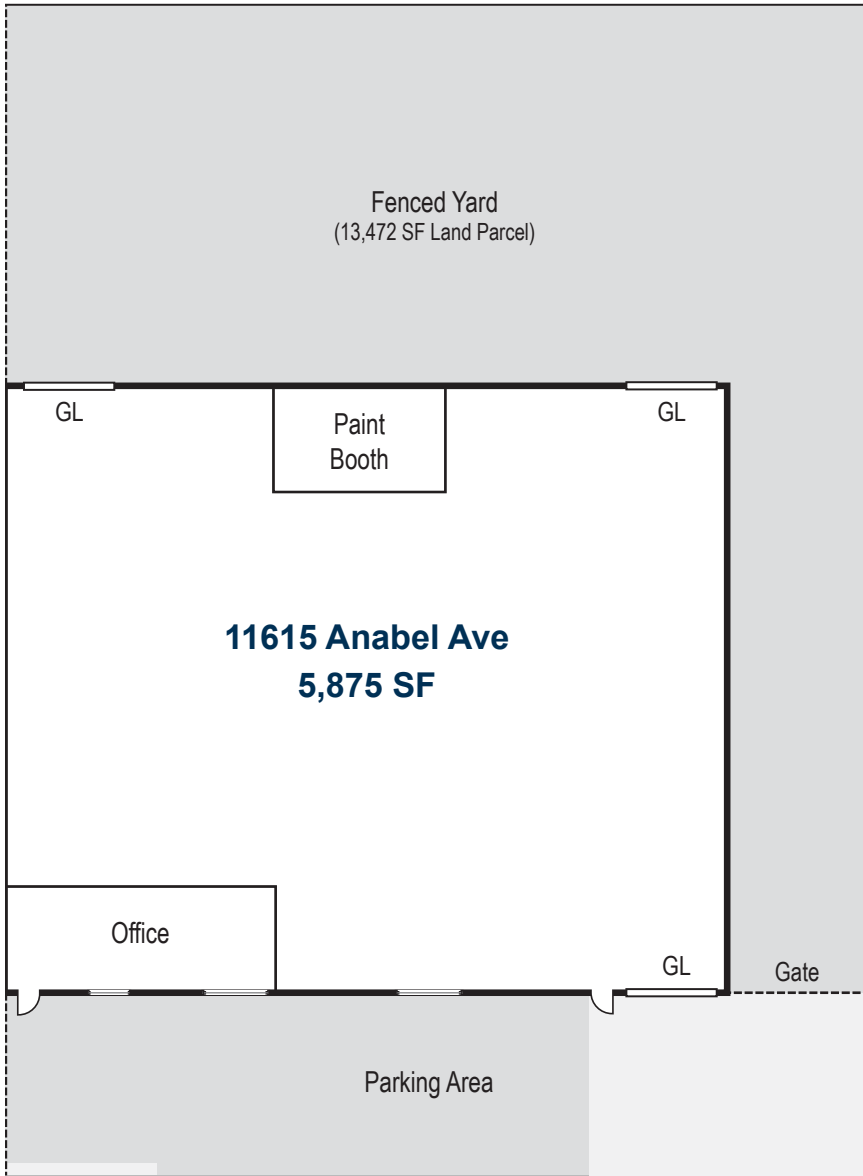 Fenced Yard
(13,472 SF Land Parcel)
GL
Paint
Booth
GL
11615 Anabel Ave
5,875 SF
Office
GL
Gate
Parking Area